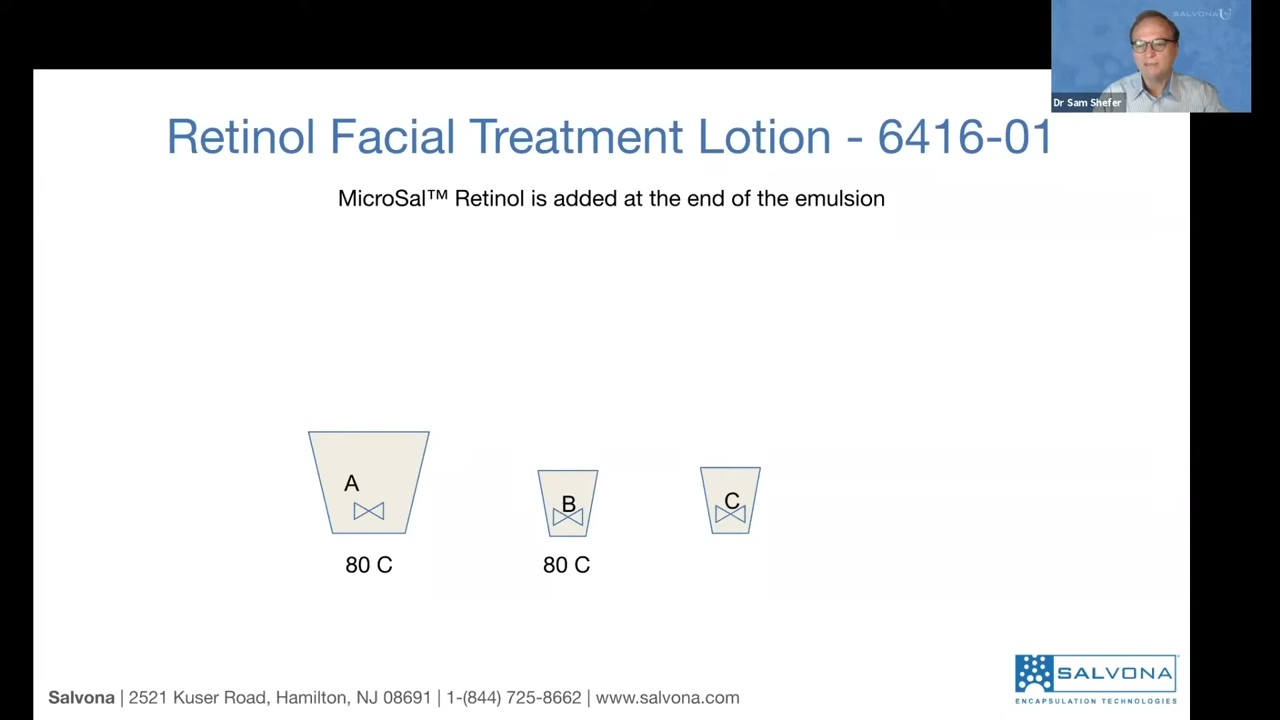 SALVONA U
Dr Sam Shefer
Retinol Facial Treatment Lotion - 6416-01
MicroSal™ Retinol is added at the end of the emulsion
A
B
C
80 C
80 C
SALVONA
ENCAPSULATION TECHNOLOGIES
Salvona | 2521 Kuser Road, Hamilton, NJ 08691 | 1-(844) 725-8662 | www.salvona.com